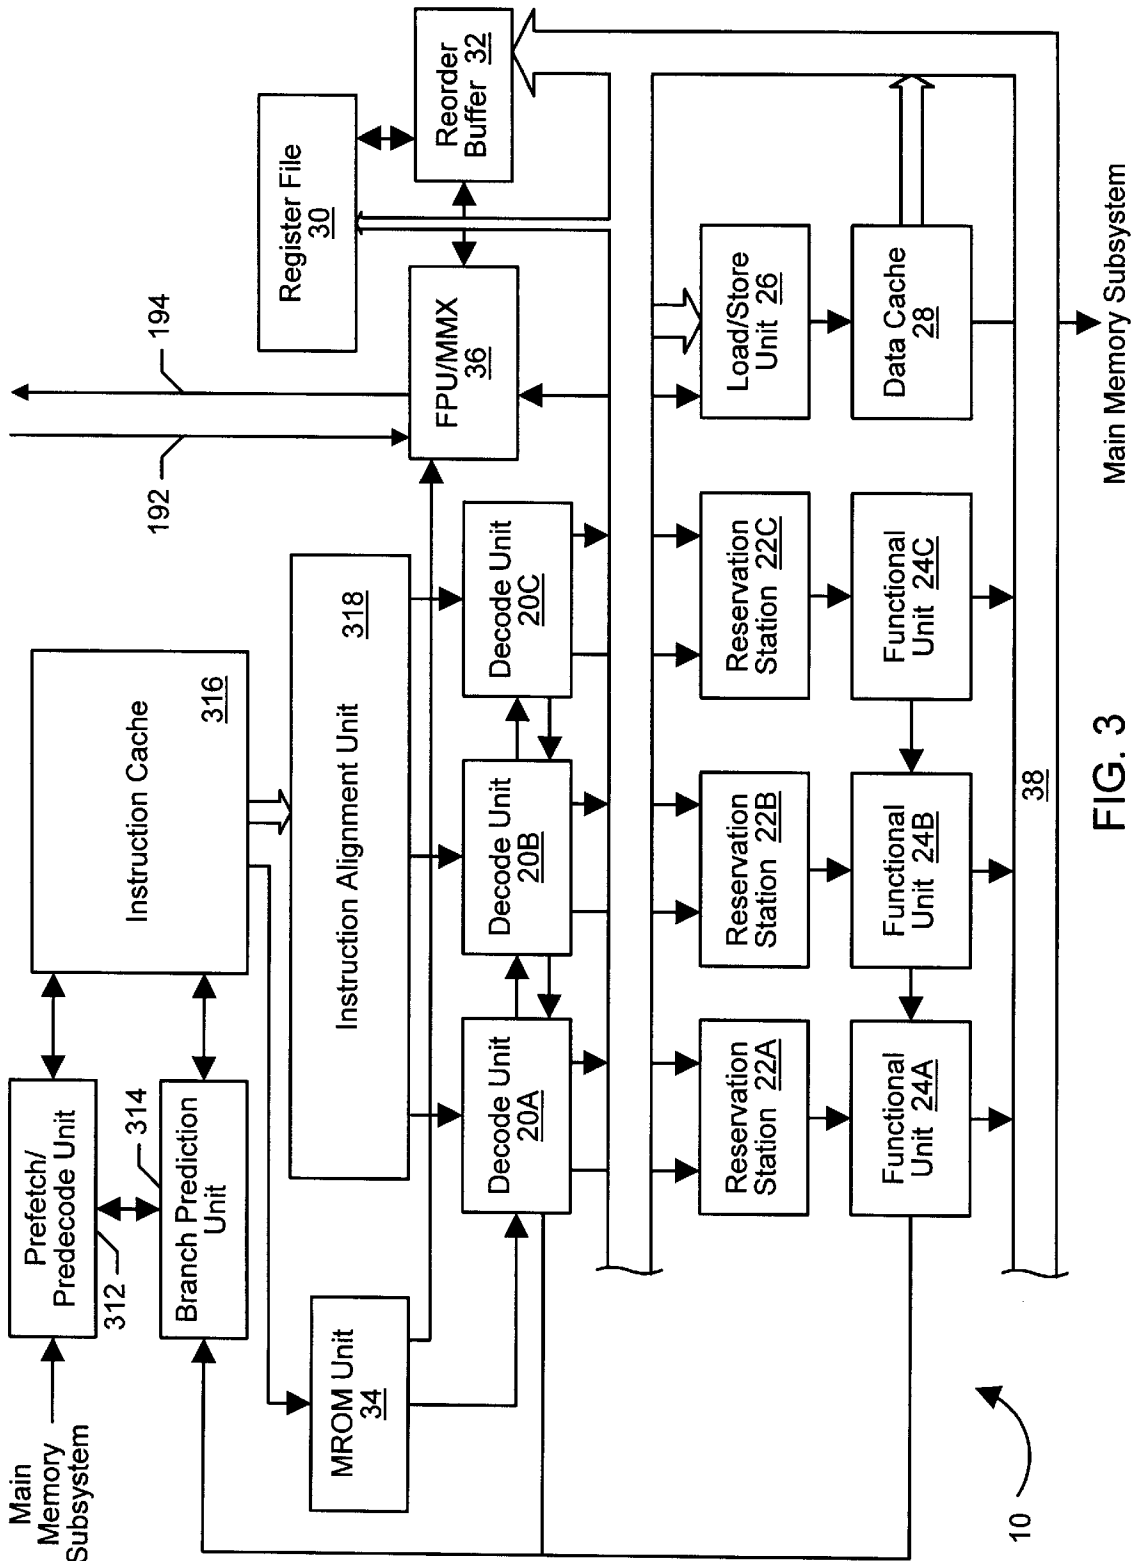 Main
Memory
Subsystem
Prefetch/
Predecode Unit
312
314
Branch Prediction
Unit
Instruction Cache
316
MROM Unit
34
Instruction Alignment Unit
318
192
194
Register File
30
FPU/MMX
36
Reorder
Buffer 32
Decode Unit
20A
Decode Unit
20B
Decode Unit
20C
Reservation
Station 22A
Reservation
Station 22B
Reservation
Station 22C
Load/Store
Unit 26
Functional
Unit 24A
Functional
Unit 24B
Functional
Unit 24C
Data Cache
28
38
Main Memory Subsystem
10
FIG. 3